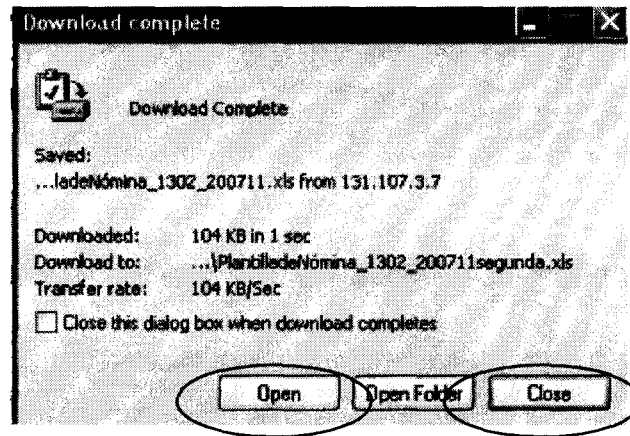 Download complete
Download Complete
Saved:
...ladeNómina_1302_200711.xls from 131.107.3.7
Downloaded: 104 KB in 1 sec
Download to: ...\PlantilladeNómina_1302_200711segunda.xls
Transfer rate: 104 KB/Sec
Close this dialog box when download completes
Open Open Folder Close